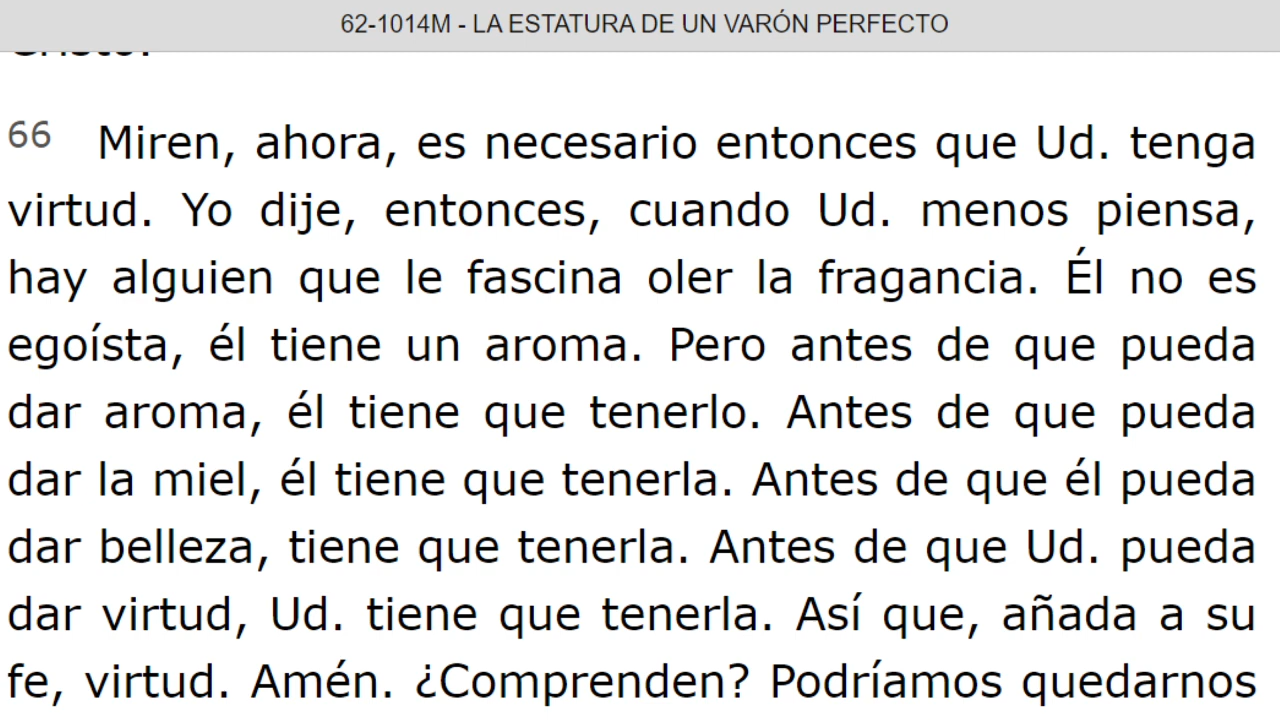 62-1014M - LA ESTATURA DE UN VARÓN PERFECTO
Cristo.
66 Miren, ahora, es necesario entonces que Ud. tenga
virtud. Yo dije, entonces, cuando Ud. menos piensa,
hay alguien que le fascina oler la fragancia. Él no es
egoísta, él tiene un aroma. Pero antes de que pueda
dar aroma, él tiene que tenerlo. Antes de que pueda
dar la miel, él tiene que tenerla. Antes de que él pueda
dar belleza, tiene que tenerla. Antes de que Ud. pueda
dar virtud, Ud. tiene que tenerla. Así que, añada a su
fe, virtud. Amén. ¿Comprenden? Podríamos quedarnos